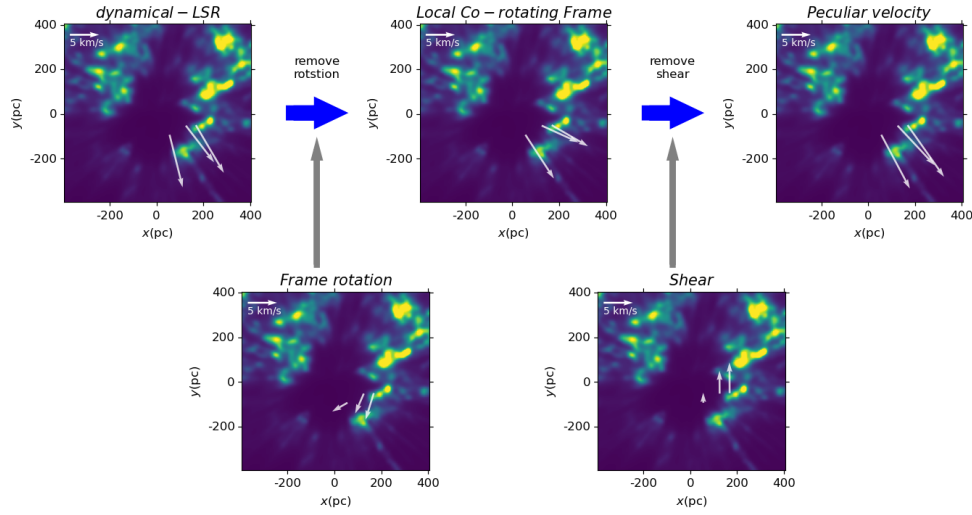 dynamical−LSR
Local Co−rotating Frame
Peculiar velocity
400
200
0
-200
y(pc)
5 km/s
-200
0
200
400
x(pc)
remove
rotstion
400
200
0
-200
y(pc)
5 km/s
-200
0
200
400
x(pc)
remove
shear
400
200
0
-200
y(pc)
5 km/s
-200
0
200
400
x(pc)
Frame rotation
400
200
0
-200
y(pc)
5 km/s
-200
0
200
400
x(pc)
Shear
400
200
0
-200
y(pc)
5 km/s
-200
0
200
400
x(pc)